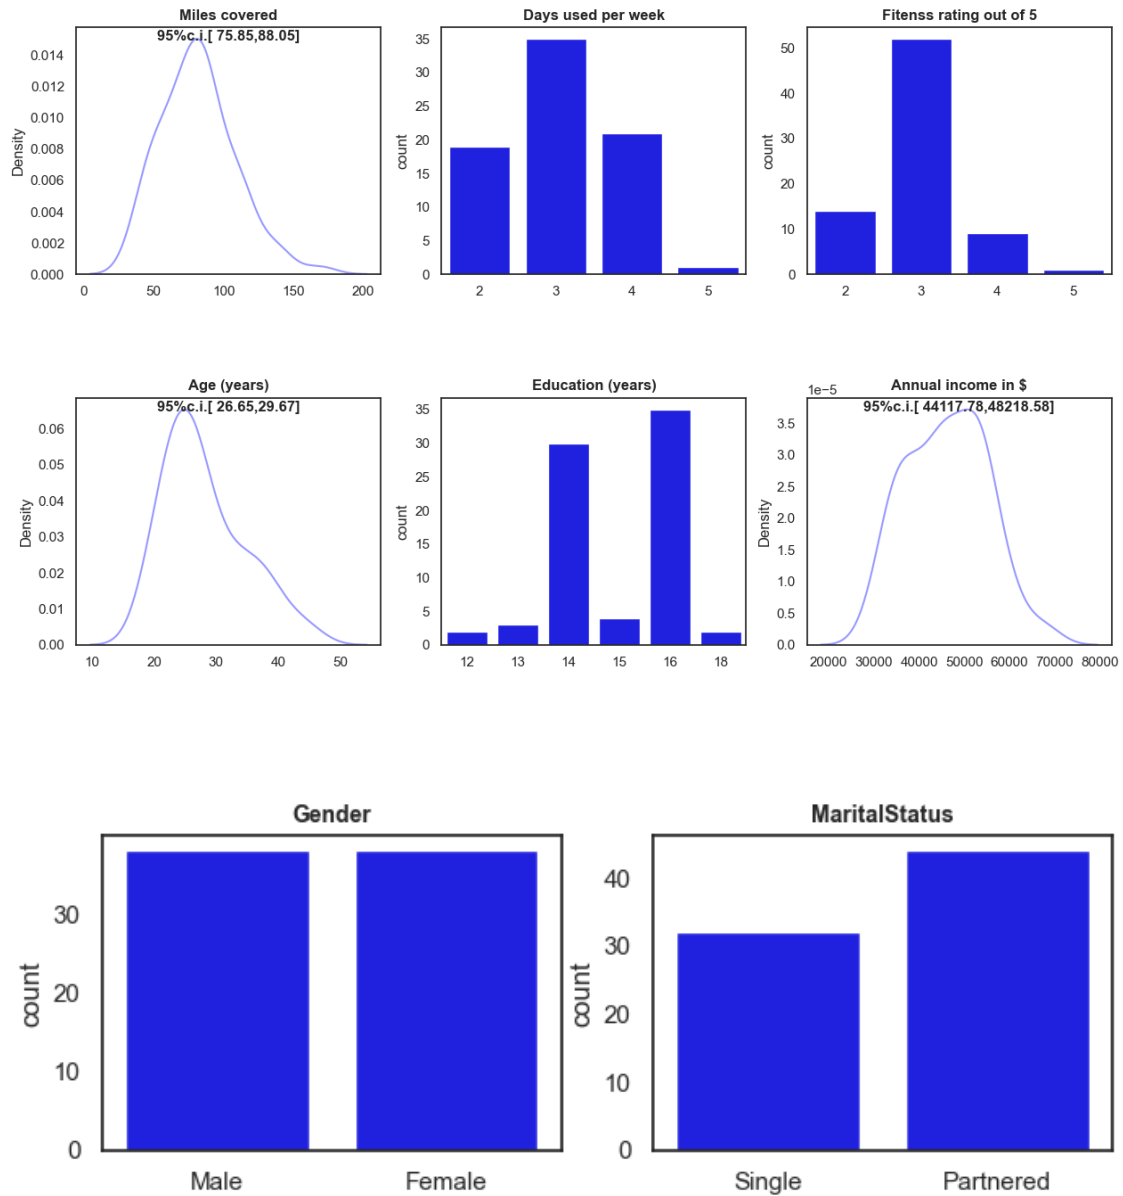 Miles covered
95%c.i.[ 75.85,88.05]
Density
0.014
0.012
0.010
0.008
0.006
0.004
0.002
0.000
0 50 100 150 200
Days used per week
count
35
30
25
20
15
10
5
0
2 3 4 5
Fitenss rating out of 5
count
50
40
30
20
10
0
2 3 4 5
Age (years)
95%c.i.[ 26.65,29.67]
Density
0.06
0.05
0.04
0.03
0.02
0.01
0.00
10 20 30 40 50
Education (years)
count
35
30
25
20
15
10
5
0
12 13 14 15 16 18
Annual income in $
1e−5
95%c.i.[ 44117.78,48218.58]
Density
3.5
3.0
2.5
2.0
1.5
1.0
0.5
0.0
20000 30000 40000 50000 60000 70000 80000
Gender
count
30
20
10
0
Male Female
MaritalStatus
count
40
30
20
10
0
Single Partnered